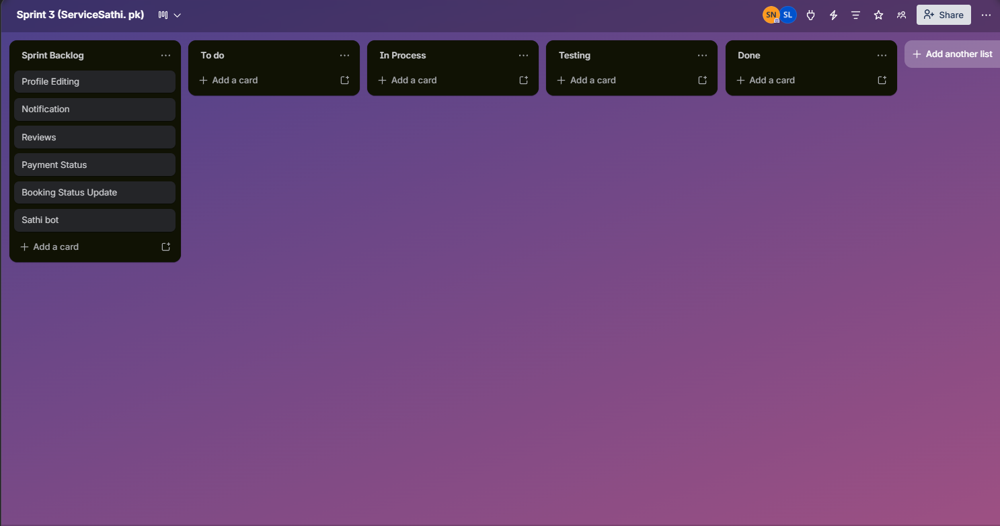 Sprint 3 (ServiceSathi. pk)
SN
SL
Share
Sprint Backlog
Profile Editing
Notification
Reviews
Payment Status
Booking Status Update
Sathi bot
Add a card
To do
Add a card
In Process
Add a card
Testing
Add a card
Done
Add a card
Add another list